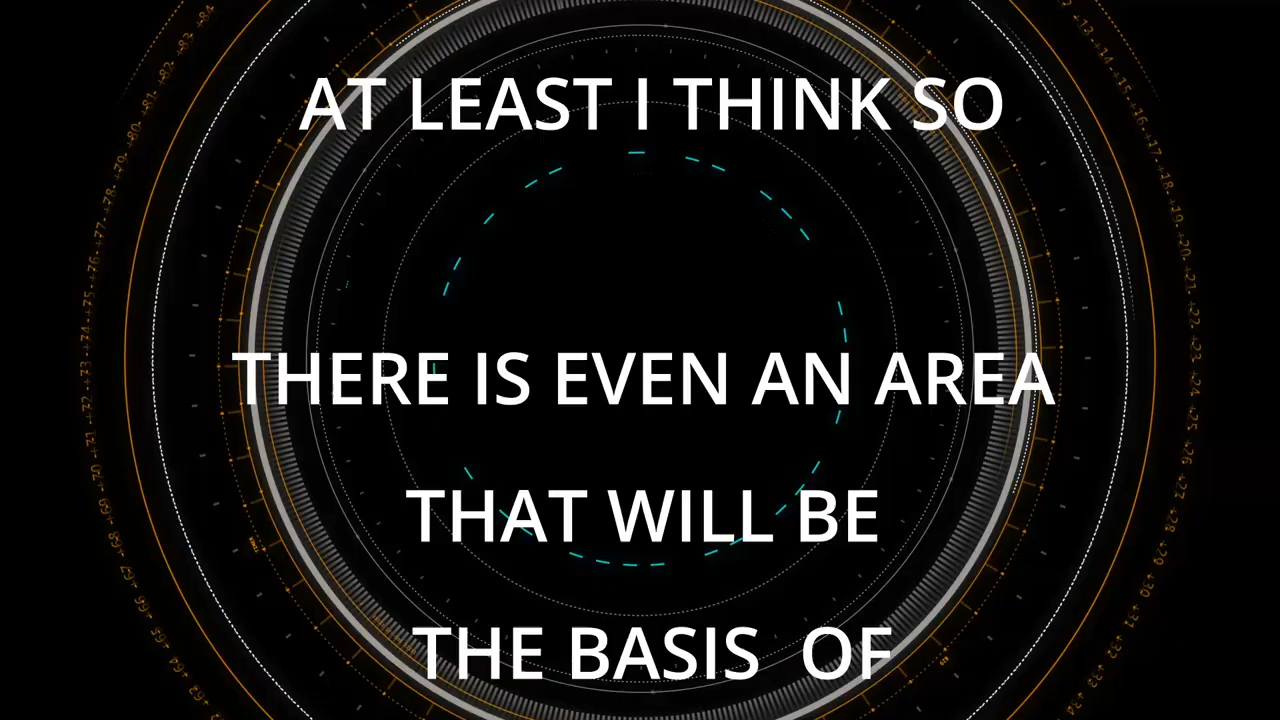 AT LEAST I THINK SO
THERE IS EVEN AN AREA
THAT WILL BE
THE BASIS OF